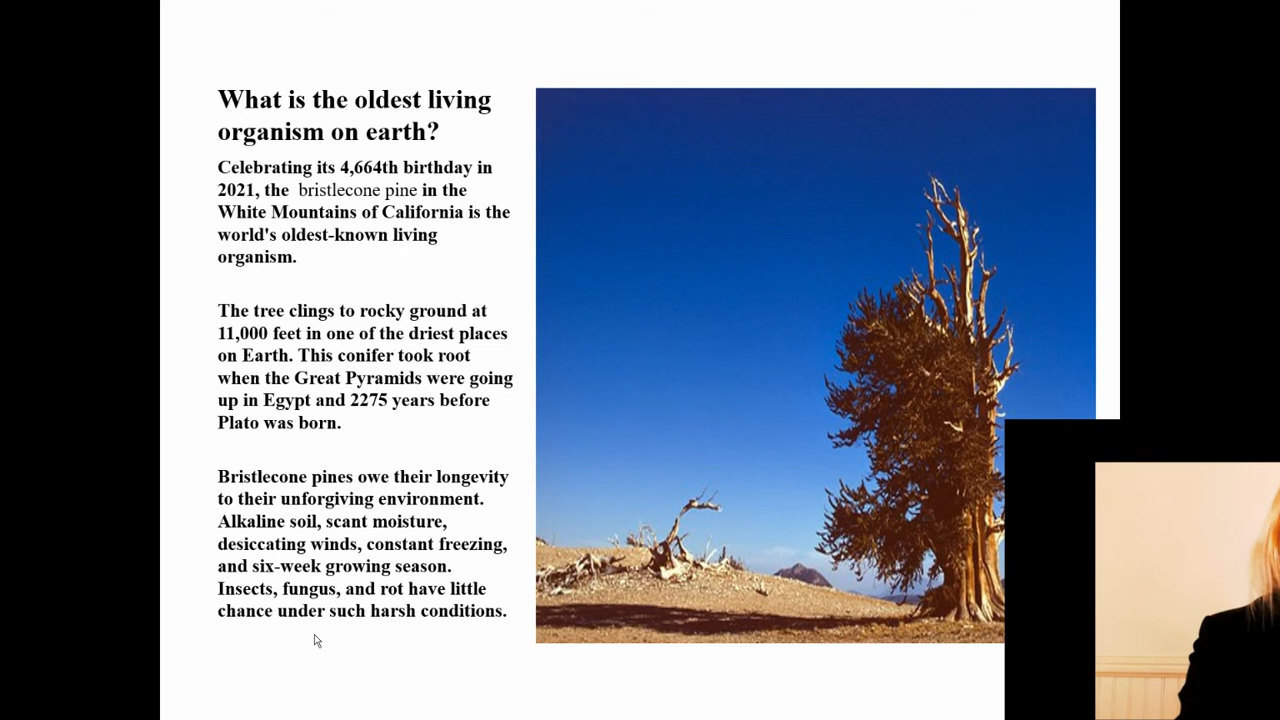 What is the oldest living
organism on earth?
Celebrating its 4,664th birthday in
2021, the bristlecone pine in the
White Mountains of California is the
world's oldest-known living
organism.
The tree clings to rocky ground at
11,000 feet in one of the driest places
on Earth. This conifer took root
when the Great Pyramids were going
up in Egypt and 2275 years before
Plato was born.
Bristlecone pines owe their longevity
to their unforgiving environment.
Alkaline soil, scant moisture,
desiccating winds, constant freezing,
and six-week growing season.
Insects, fungus, and rot have little
chance under such harsh conditions.